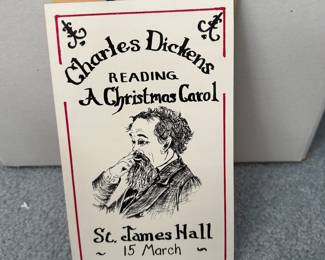 Charles Dickens
READING
A Christmas Carol
St. James Hall
~ 15 March ~